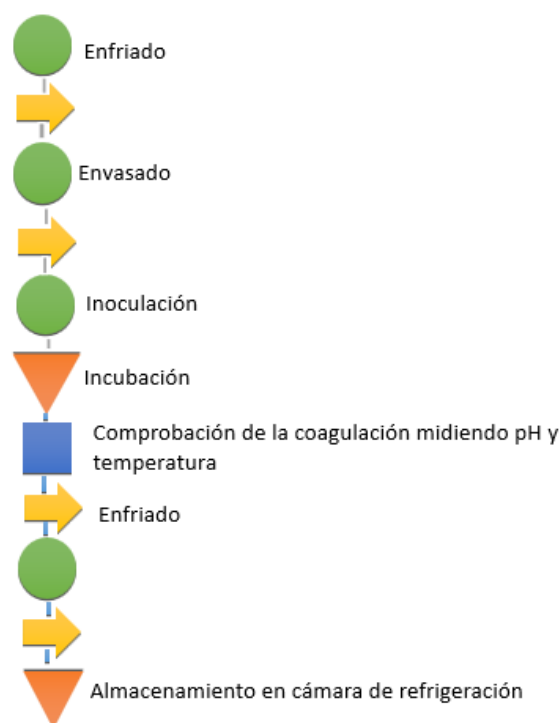 Enfriado
Envasado
Inoculación
Incubación
Comprobación de la coagulación midiendo pH y
temperatura
Enfriado
Almacenamiento en cámara de refrigeración